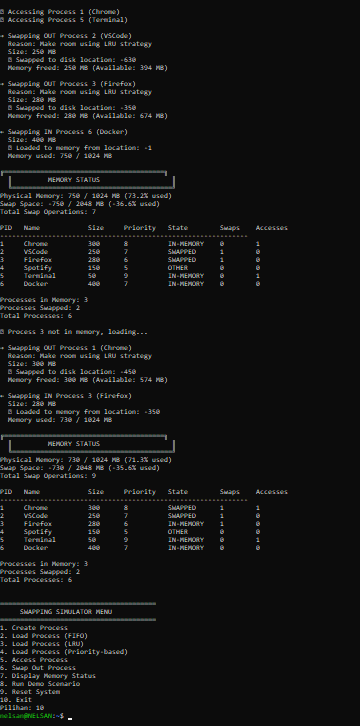 Accessing Process 1 (Chrome)
Accessing Process 5 (Terminal)
→ Swapping OUT Process 2 (VSCode)
Reason: Make room using LRU strategy
Size: 250 MB
Swapped to disk location: -630
Memory freed: 250 MB (Available: 394 MB)
→ Swapping OUT Process 3 (Firefox)
Reason: Make room using LRU strategy
Size: 280 MB
Swapped to disk location: -350
Memory freed: 280 MB (Available: 674 MB)
← Swapping IN Process 6 (Docker)
Size: 400 MB
Loaded to memory from location: -1
Memory used: 750 / 1024 MB
MEMORY STATUS
Physical Memory: 750 / 1024 MB (73.2% used)
Swap Space: -750 / 2048 MB (-36.6% used)
Total Swap Operations: 7
PID Name Size Priority State Swaps Accesses
1 Chrome 300 8 IN-MEMORY 0 1
2 VSCode 250 7 SWAPPED 1 0
3 Firefox 280 6 SWAPPED 1 0
4 Spotify 150 5 OTHER 0 0
5 Terminal 50 9 IN-MEMORY 0 1
6 Docker 400 7 IN-MEMORY 0 0
Processes in Memory: 3
Processes Swapped: 2
Total Processes: 6
Process 3 not in memory, loading...
→ Swapping OUT Process 1 (Chrome)
Reason: Make room using LRU strategy
Size: 300 MB
Swapped to disk location: -450
Memory freed: 300 MB (Available: 574 MB)
← Swapping IN Process 3 (Firefox)
Size: 280 MB
Loaded to memory from location: -350
Memory used: 730 / 1024 MB
MEMORY STATUS
Physical Memory: 730 / 1024 MB (71.3% used)
Swap Space: -730 / 2048 MB (-35.6% used)
Total Swap Operations: 9
PID Name Size Priority State Swaps Accesses
1 Chrome 300 8 SWAPPED 1 1
2 VSCode 250 7 SWAPPED 1 0
3 Firefox 280 6 IN-MEMORY 1 0
4 Spotify 150 5 OTHER 0 0
5 Terminal 50 9 IN-MEMORY 0 1
6 Docker 400 7 IN-MEMORY 0 0
Processes in Memory: 3
Processes Swapped: 2
Total Processes: 6
SWAPPING SIMULATOR MENU
1. Create Process
2. Load Process (FIFO)
3. Load Process (LRU)
4. Load Process (Priority-based)
5. Access Process
6. Swap Out Process
7. Display Memory Status
8. Run Demo Scenario
9. Reset System
10. Exit
Pilihan: 10
nelsan@NELSAN:~$